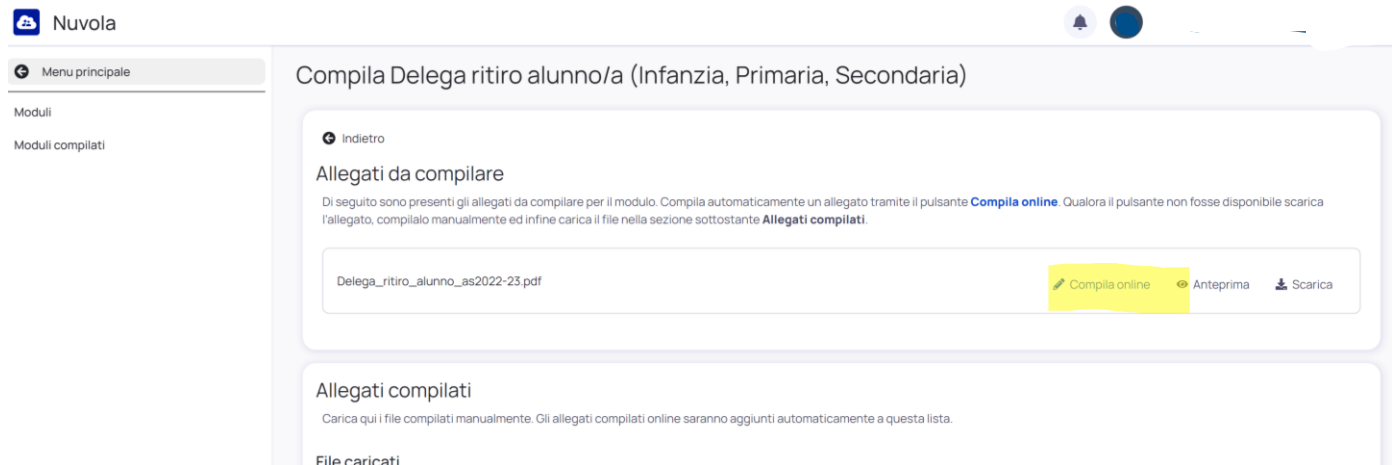 Nuvola
Menu principale
Moduli
Moduli compilati
Compila Delega ritiro alunno/a (Infanzia, Primaria, Secondaria)
Indietro
Allegati da compilare
Di seguito sono presenti gli allegati da compilare per il modulo. Compila automaticamente un allegato tramite il pulsante Compila online. Qualora il pulsante non fosse disponibile scarica
l'allegato, compilalo manualmente ed infine carica il file nella sezione sottostante Allegati compilati.
Delega_ritiro_alunno_as2022-23.pdf
Compila online
Anteprima
Scarica
Allegati compilati
Carica qui i file compilati manualmente. Gli allegati compilati online saranno aggiunti automaticamente a questa lista.
File caricati